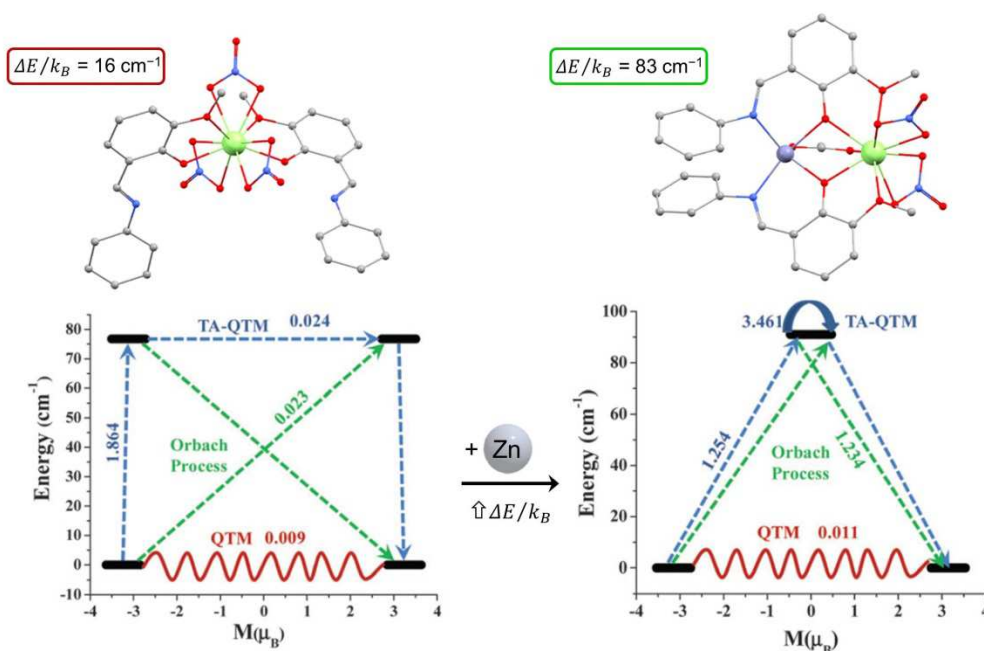 ΔE/k_B = 16 cm⁻¹
ΔE/k_B = 83 cm⁻¹
TA-QTM 0.024
1.864
0.023
Orbach
Process
QTM 0.009
Energy (cm⁻¹)
80
70
60
50
40
30
20
10
0
-10
-4 -3 -2 -1 0 1 2 3 4
M(μ_B)
+ Zn
⇧ΔE/k_B
3.461 TA-QTM
1.254
1.234
Orbach
Process
QTM 0.011
Energy (cm⁻¹)
100
80
60
40
20
0
-4 -3 -2 -1 0 1 2 3 4
M(μ_B)